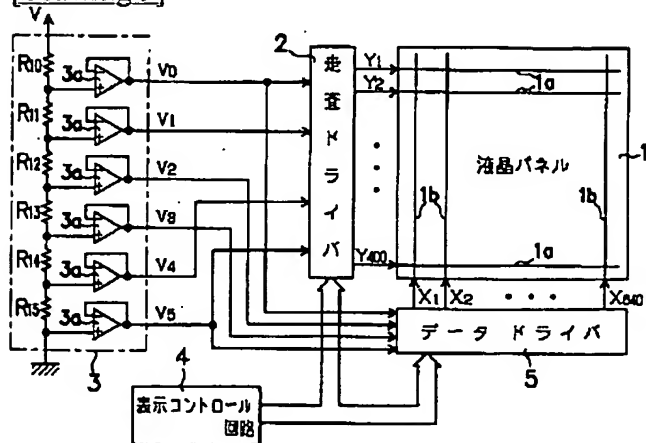 V
R10
3a
V0
R11
3a
V1
R12
3a
V2
R13
3a
V3
R14
3a
V4
R15
3a
V5
3
2
走査ドライバ
Y1
Y2
Y400
1a
1a
1
液晶パネル
1b
1b
X1
X2
X640
データ ドライバ
5
4
表示コントロール
回路